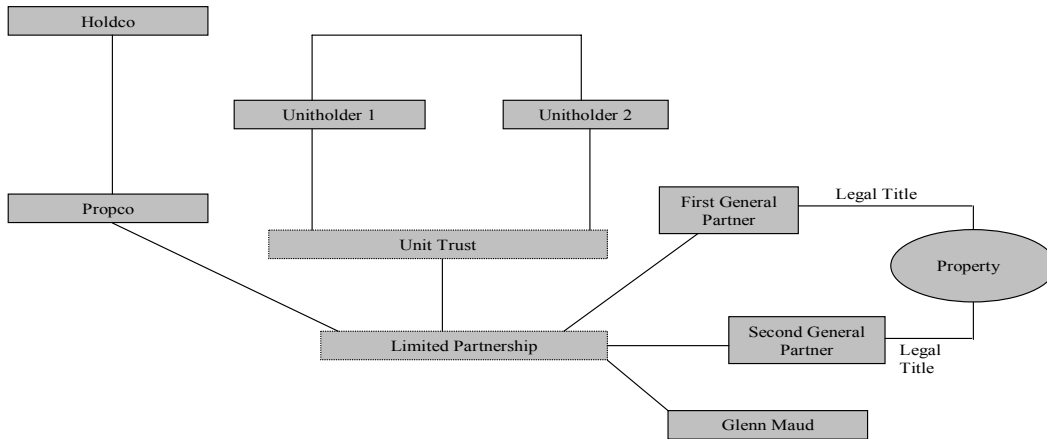 Holdco
Unitholder 1
Unitholder 2
Propco
First General
Partner
Legal Title
Unit Trust
Property
Limited Partnership
Second General
Partner
Legal
Title
Glenn Maud